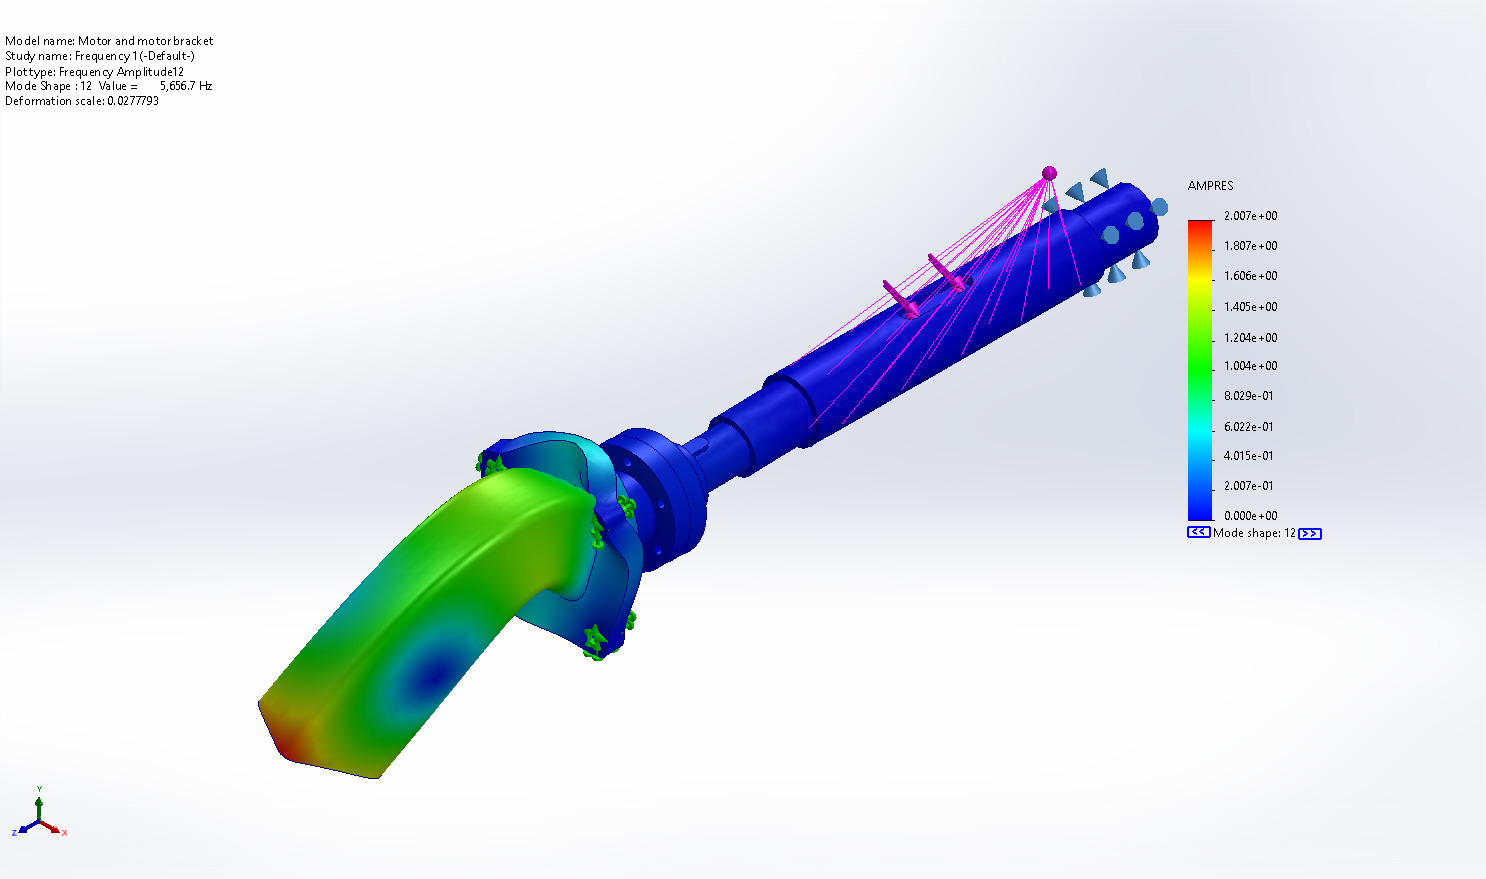 Model name: Motor and motor bracket
Study name: Frequency 1(-Default-)
Plot type: Frequency Amplitude12
Mode Shape : 12 Value = 5,656.7 Hz
Deformation scale: 0.0277793
AMPRES
2.007e+00
1.807e+00
1.606e+00
1.405e+00
1.204e+00
1.004e+00
8.029e-01
6.022e-01
4.015e-01
2.007e-01
0.000e+00
<< Mode shape: 12 >>
Y
Z X